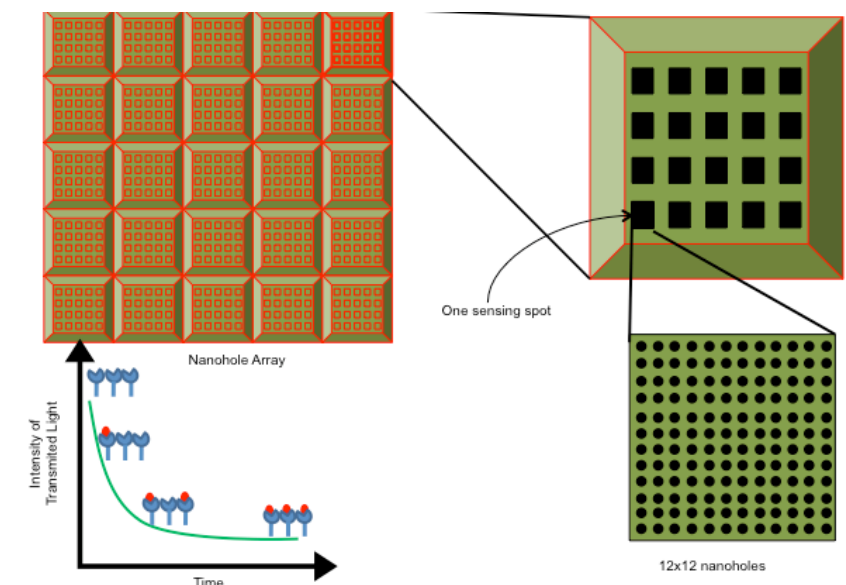 One sensing spot
Nanohole Array
Intensity of
Transmited Light
Time
12x12 nanoholes